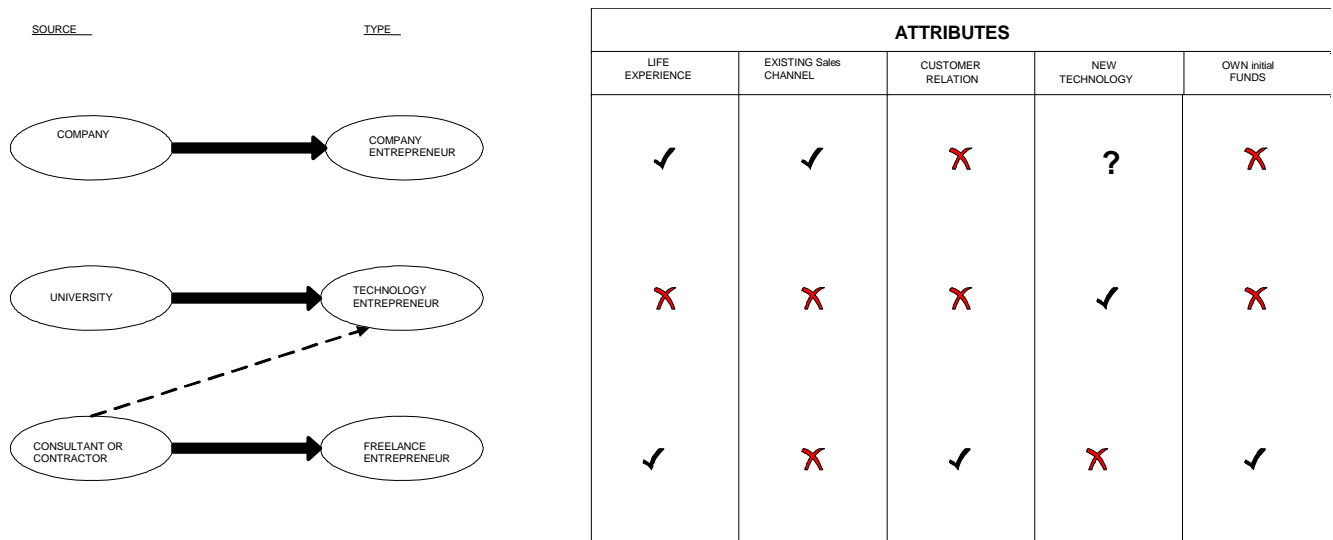 SOURCE
TYPE
ATTRIBUTES
LIFE
EXPERIENCE
EXISTING Sales
CHANNEL
CUSTOMER
RELATION
NEW
TECHNOLOGY
OWN initial
FUNDS
COMPANY
COMPANY
ENTREPRENEUR
?
UNIVERSITY
TECHNOLOGY
ENTREPRENEUR
CONSULTANT OR
CONTRACTOR
FREELANCE
ENTREPRENEUR